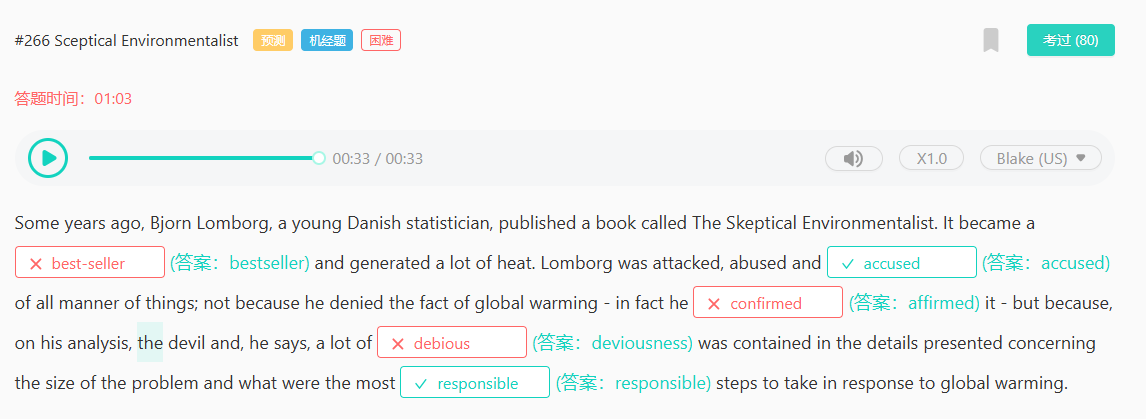 #266 Sceptical Environmentalist 预测 机经题 困难 考过 (80)
答题时间：01:03
00:33 / 00:33 X1.0 Blake (US)
Some years ago, Bjorn Lomborg, a young Danish statistician, published a book called The Skeptical Environmentalist. It became a
best-seller (答案：bestseller) and generated a lot of heat. Lomborg was attacked, abused and accused (答案：accused)
of all manner of things; not because he denied the fact of global warming - in fact he confirmed (答案：affirmed) it - but because,
on his analysis, the devil and, he says, a lot of debious (答案：deviousness) was contained in the details presented concerning
the size of the problem and what were the most responsible (答案：responsible) steps to take in response to global warming.